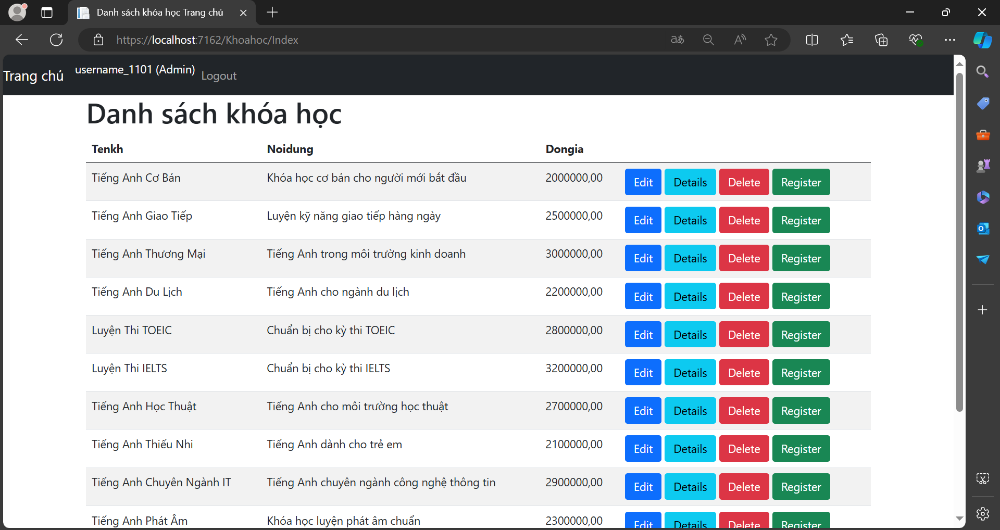 Danh sách khóa học Trang chủ
https://localhost:7162/Khoahoc/Index
Trang chủ username_1101 (Admin) Logout
Danh sách khóa học
Tenkh Noidung Dongia
Tiếng Anh Cơ Bản Khóa học cơ bản cho người mới bắt đầu 2000000,00 Edit Details Delete Register
Tiếng Anh Giao Tiếp Luyện kỹ năng giao tiếp hàng ngày 2500000,00 Edit Details Delete Register
Tiếng Anh Thương Mại Tiếng Anh trong môi trường kinh doanh 3000000,00 Edit Details Delete Register
Tiếng Anh Du Lịch Tiếng Anh cho ngành du lịch 2200000,00 Edit Details Delete Register
Luyện Thi TOEIC Chuẩn bị cho kỳ thi TOEIC 2800000,00 Edit Details Delete Register
Luyện Thi IELTS Chuẩn bị cho kỳ thi IELTS 3200000,00 Edit Details Delete Register
Tiếng Anh Học Thuật Tiếng Anh cho môi trường học thuật 2700000,00 Edit Details Delete Register
Tiếng Anh Thiếu Nhi Tiếng Anh dành cho trẻ em 2100000,00 Edit Details Delete Register
Tiếng Anh Chuyên Ngành IT Tiếng Anh chuyên ngành công nghệ thông tin 2900000,00 Edit Details Delete Register
Tiếng Anh Phát Âm Khóa học luyện phát âm chuẩn 2300000,00 Edit Details Delete Register